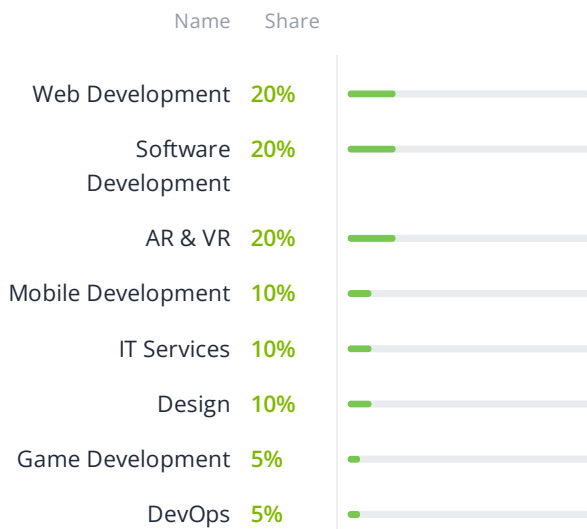 Name Share
Web Development 20%
Software 20%
Development
AR & VR 20%
Mobile Development 10%
IT Services 10%
Design 10%
Game Development 5%
DevOps 5%